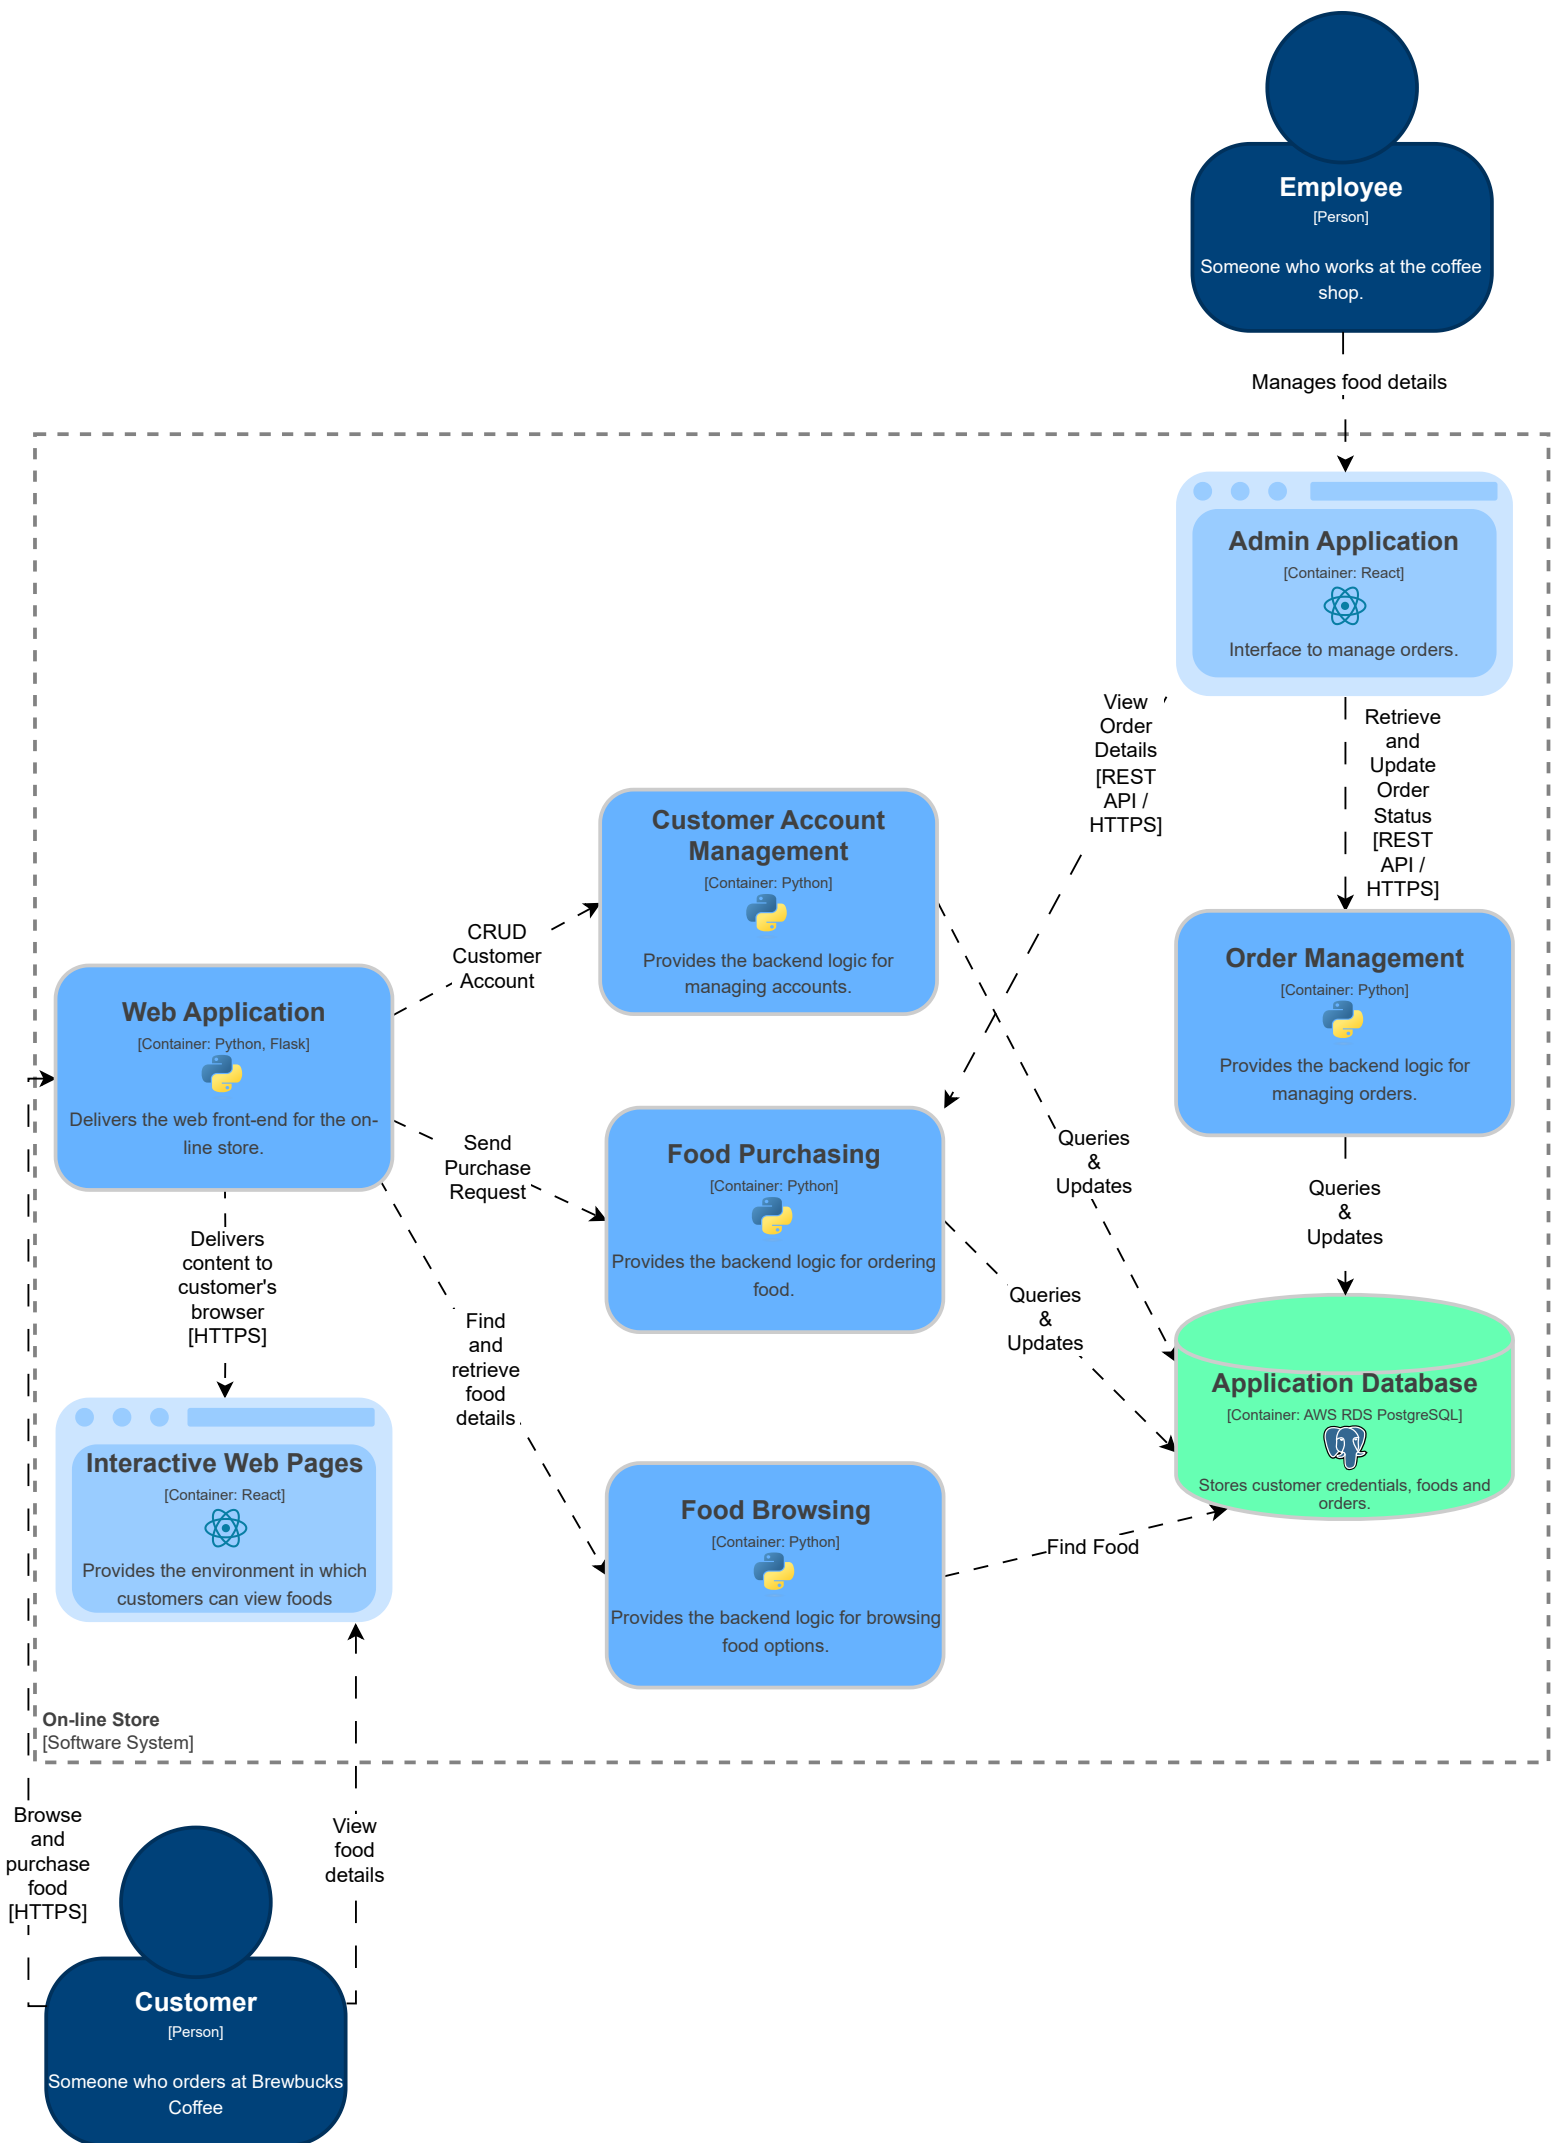 Employee
[Person]
Someone who works at the coffee
shop.
Manages food details
Admin Application
[Container: React]
Interface to manage orders.
View
Order
Details
[REST
API /
HTTPS]
Retrieve
and
Update
Order
Status
[REST
API /
HTTPS]
Customer Account
Management
[Container: Python]
Provides the backend logic for
managing accounts.
CRUD
Customer
Account
Order Management
[Container: Python]
Provides the backend logic for
managing orders.
Web Application
[Container: Python, Flask]
Delivers the web front-end for the on-
line store.
Send
Purchase
Request
Food Purchasing
[Container: Python]
Provides the backend logic for ordering
food.
Queries
&
Updates
Queries
&
Updates
Queries
&
Updates
Delivers
content to
customer's
browser
[HTTPS]
Find
and
retrieve
food
details
Application Database
[Container: AWS RDS PostgreSQL]
Stores customer credentials, foods and
orders.
Interactive Web Pages
[Container: React]
Provides the environment in which
customers can view foods
Food Browsing
[Container: Python]
Provides the backend logic for browsing
food options.
Find Food
On-line Store
[Software System]
Browse
and
purchase
food
[HTTPS]
View
food
details
Customer
[Person]
Someone who orders at Brewbucks
Coffee